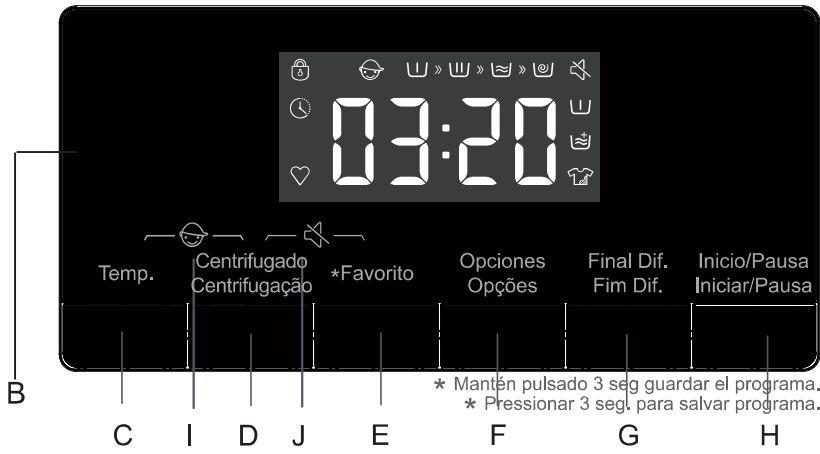 03:20
Temp.
Centrifugado
Centrifugação
*Favorito
Opciones
Opções
Final Dif.
Fim Dif.
Inicio/Pausa
Iniciar/Pausa
* Mantén pulsado 3 seg guardar el programa.
* Pressionar 3 seg. para salvar programa.
B
C I D J E F G H